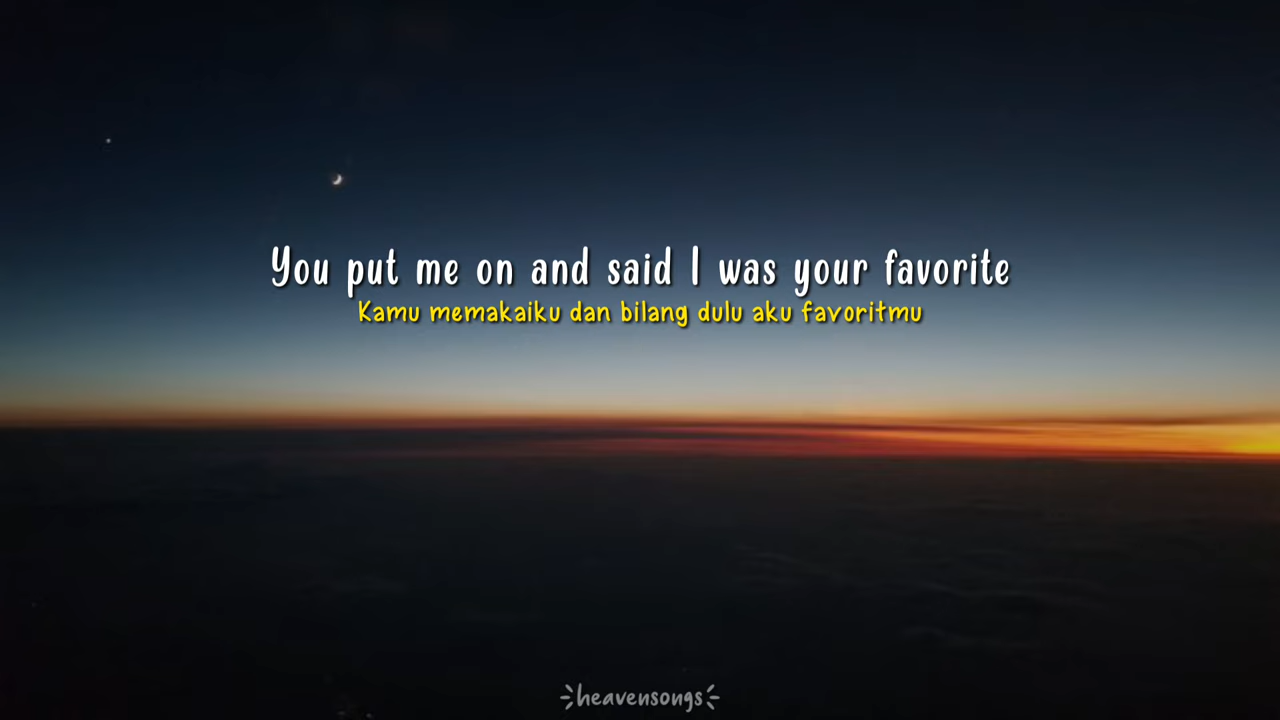 You put me on and said I was your favorite
Kamu memakaiku dan bilang dulu aku favoritmu
heavensongs